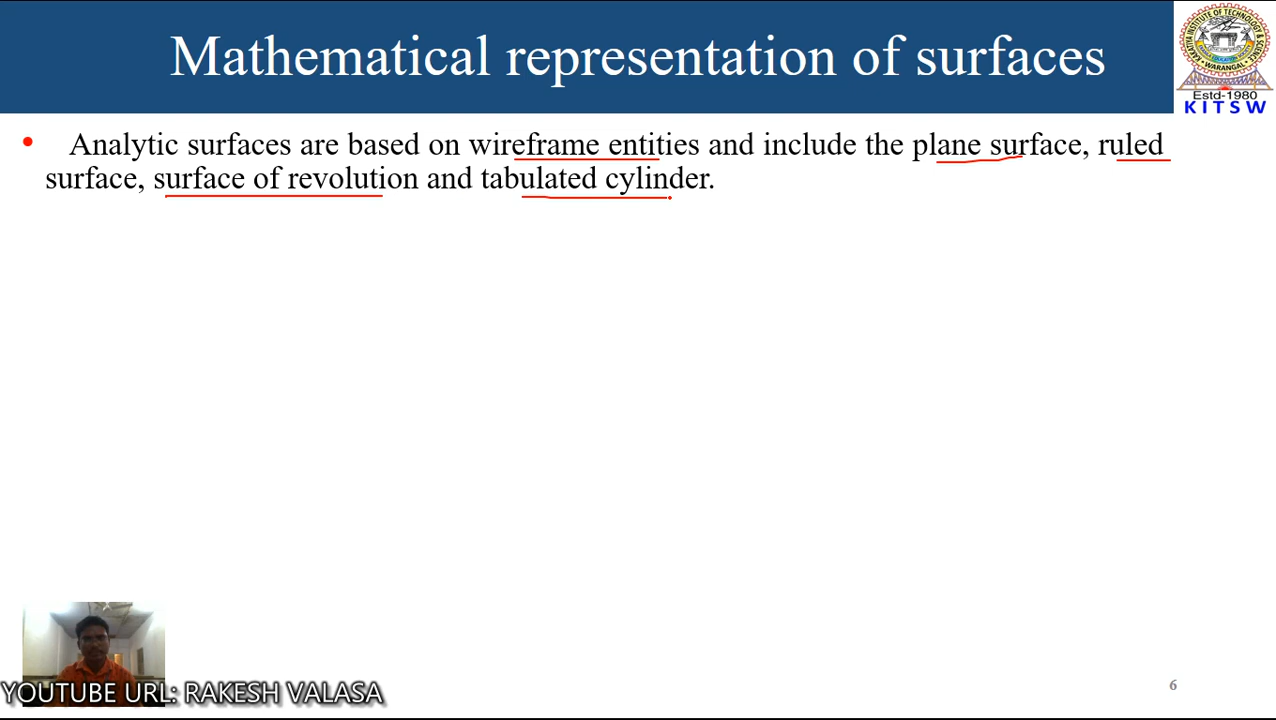 Mathematical representation of surfaces
Estd-1980
KITSW
• Analytic surfaces are based on wireframe entities and include the plane surface, ruled
surface, surface of revolution and tabulated cylinder.
YOUTUBE URL: RAKESH VALASA
6